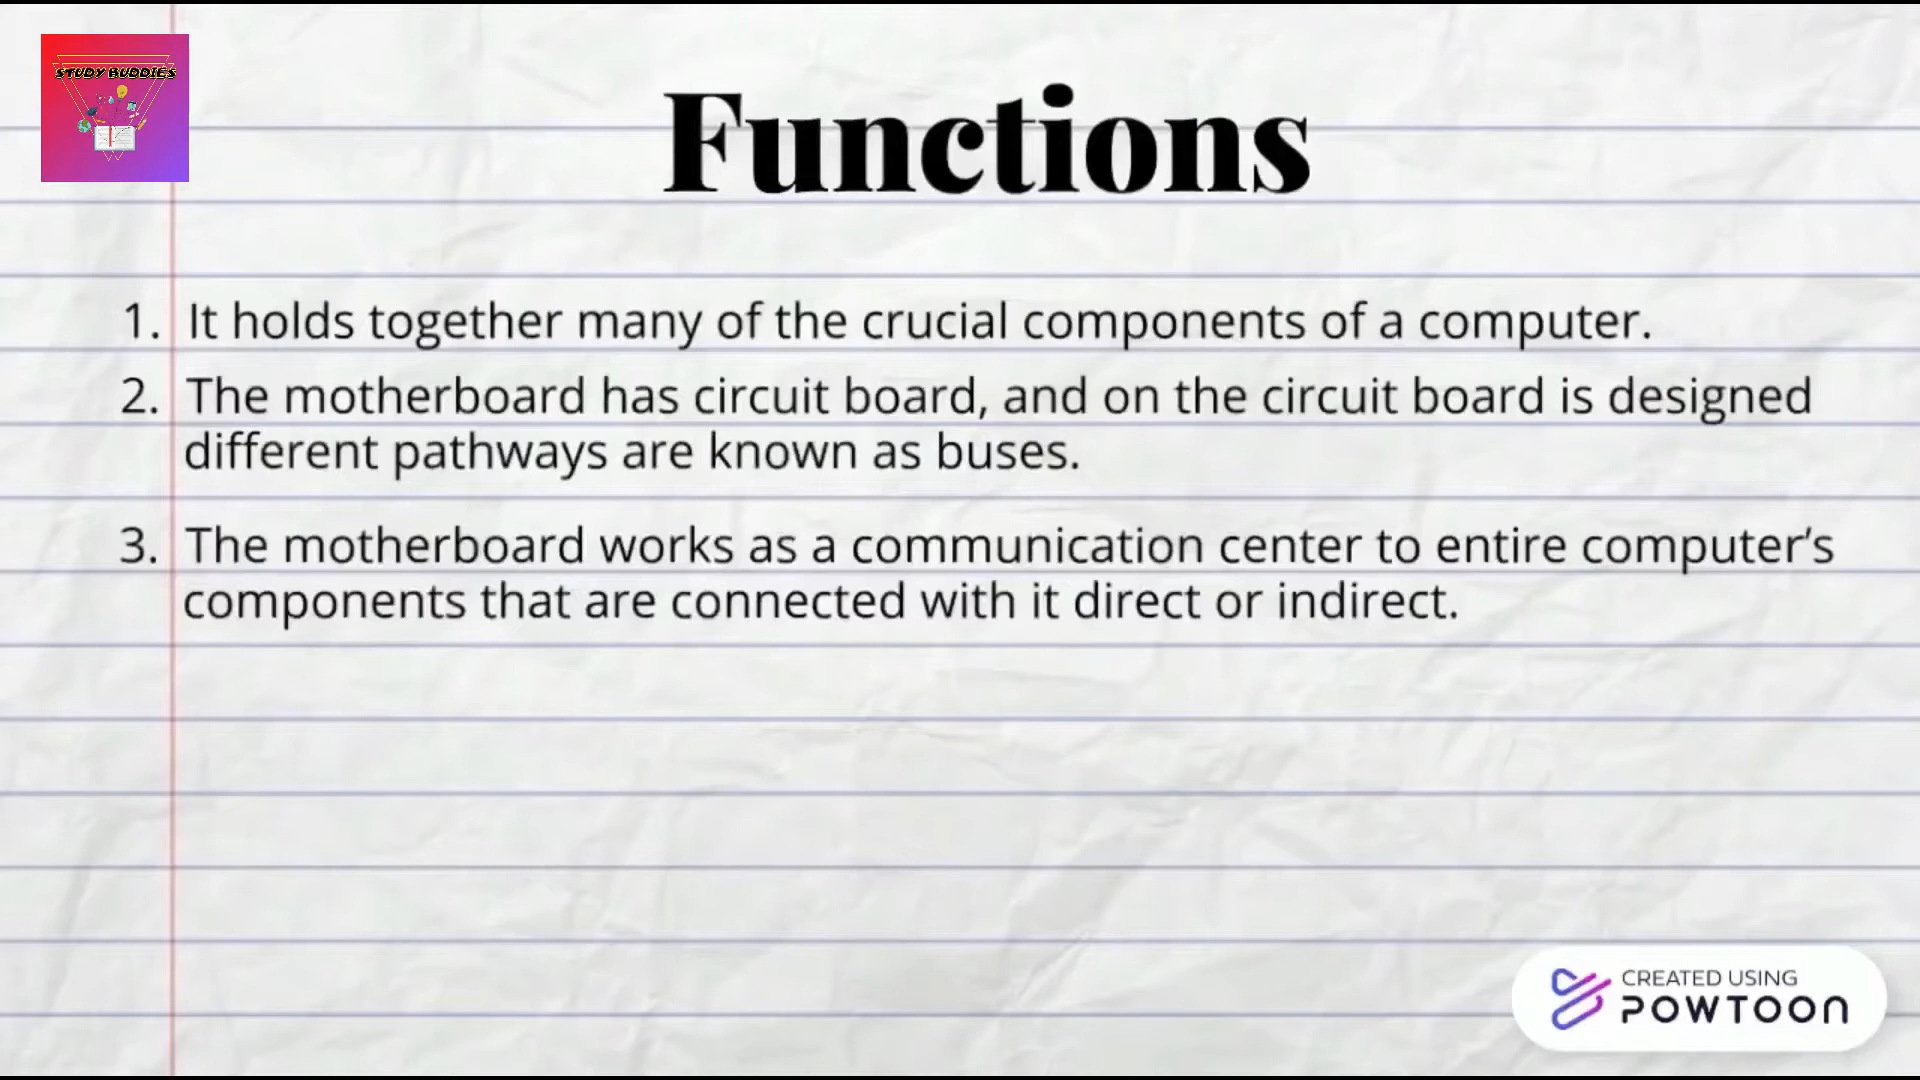 STUDY BUDDIES
Functions
1. It holds together many of the crucial components of a computer.
2. The motherboard has circuit board, and on the circuit board is designed
different pathways are known as buses.
3. The motherboard works as a communication center to entire computer’s
components that are connected with it direct or indirect.
CREATED USING
POWTOON